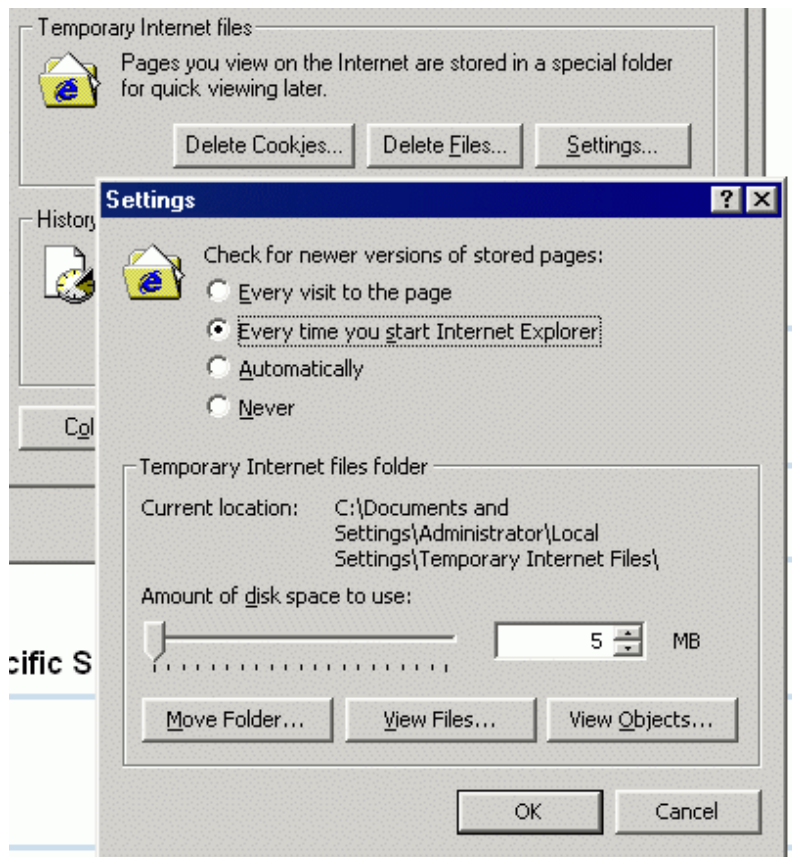 Temporary Internet files
Pages you view on the Internet are stored in a special folder
for quick viewing later.
Delete Cookies... Delete Files... Settings...
Settings
History
Check for newer versions of stored pages:
Every visit to the page
Every time you start Internet Explorer
Automatically
Never
Col
Temporary Internet files folder
Current location: C:\Documents and
Settings\Administrator\Local
Settings\Temporary Internet Files\
Amount of disk space to use:
5 MB
cific S
Move Folder... View Files... View Objects...
OK Cancel